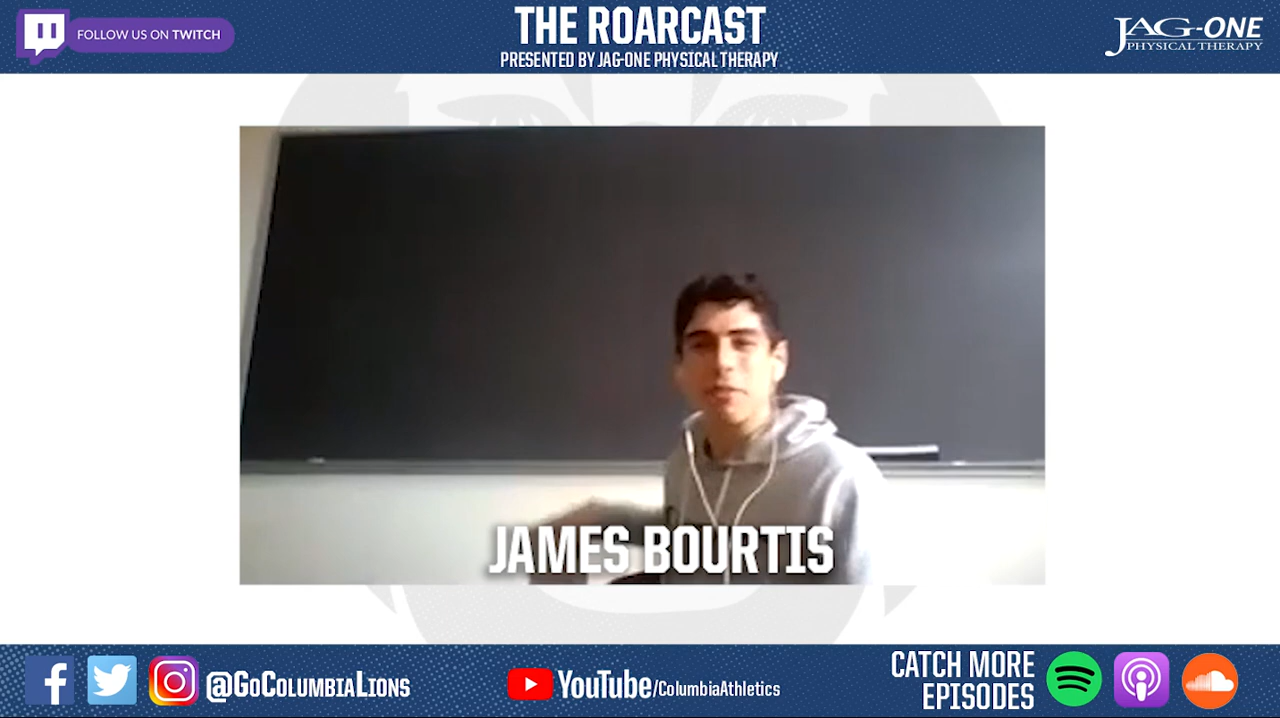 FOLLOW US ON TWITCH
THE ROARCAST
PRESENTED BY JAG-ONE PHYSICAL THERAPY
JAG-ONE
PHYSICAL THERAPY
JAMES BOURTIS
@GoColumbiaLions
YouTube/ColumbiaAthletics
CATCH MORE
EPISODES